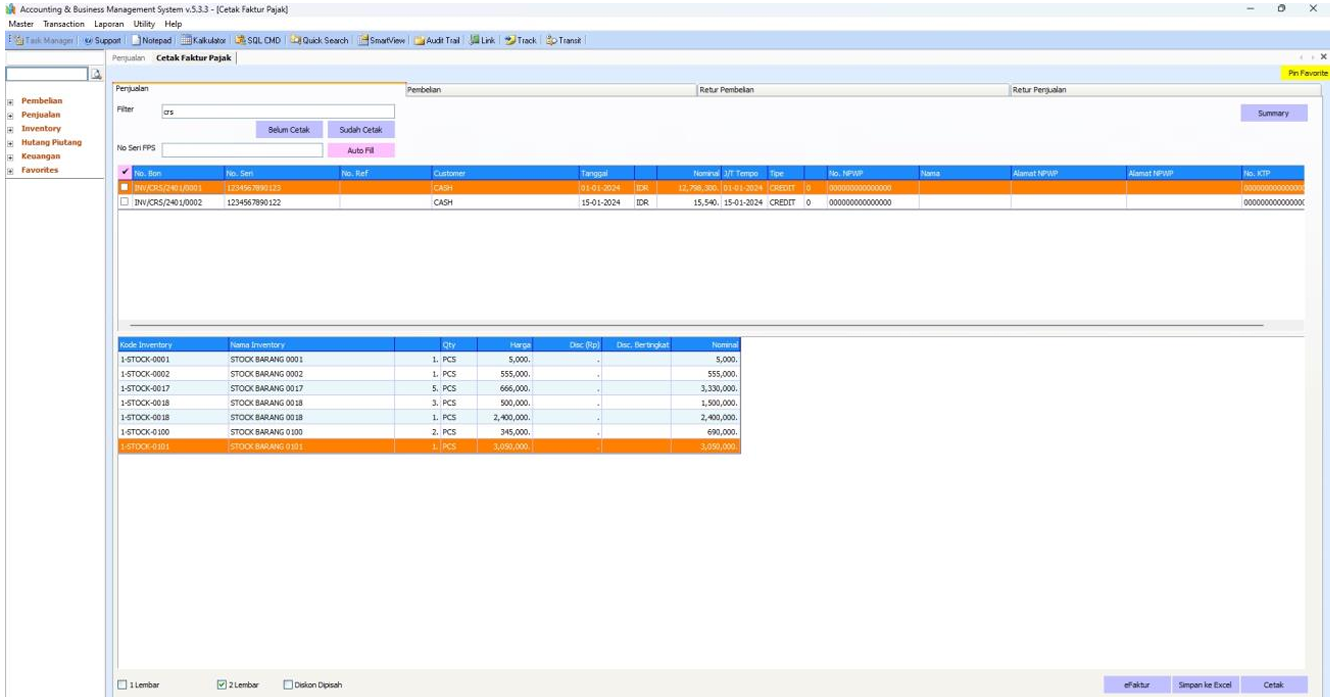 Accounting & Business Management System v.5.3.3 - [Cetak Faktur Pajak]
Master Transaction Laporan Utility Help
Task Manager Support Notepad Kalkulator SQL CMD Quick Search SmartView Audit Trail Link Track Transit
Penjualan Cetak Faktur Pajak
Pin Favorite
Pembelian
Penjualan
Inventory
Hutang Piutang
Keuangan
Favorites
Penjualan Pembelian Retur Pembelian Retur Penjualan
Filter crs Summary
Belum Cetak Sudah Cetak
No Seri FPS Auto Fill
No. Bon No. Seri No. Ref Customer Tanggal Nominal J/T Tempo Tipe No. NPWP Nama Alamat NPWP Alamat NPWP No. KTP
INV/CRS/2401/0001 1234567890123 CASH 01-01-2024 IDR 12,798,300. 01-01-2024 CREDIT 0 000000000000000 000000000000000
INV/CRS/2401/0002 1234567890122 CASH 15-01-2024 IDR 15,540. 15-01-2024 CREDIT 0 000000000000000 000000000000000
Kode Inventory Nama Inventory Qty Harga Disc (Rp) Disc. Bertingkat Nominal
1-STOCK-0001 STOCK BARANG 0001 1. PCS 5,000. . 5,000.
1-STOCK-0002 STOCK BARANG 0002 1. PCS 555,000. . 555,000.
1-STOCK-0017 STOCK BARANG 0017 5. PCS 666,000. . 3,330,000.
1-STOCK-0018 STOCK BARANG 0018 3. PCS 500,000. . 1,500,000.
1-STOCK-0018 STOCK BARANG 0018 1. PCS 2,400,000. . 2,400,000.
1-STOCK-0100 STOCK BARANG 0100 2. PCS 345,000. . 690,000.
1-STOCK-0101 STOCK BARANG 0101 1. PCS 3,050,000. . 3,050,000.
1 Lembar 2 Lembar Diskon Dipisah eFaktur Simpan ke Excel Cetak